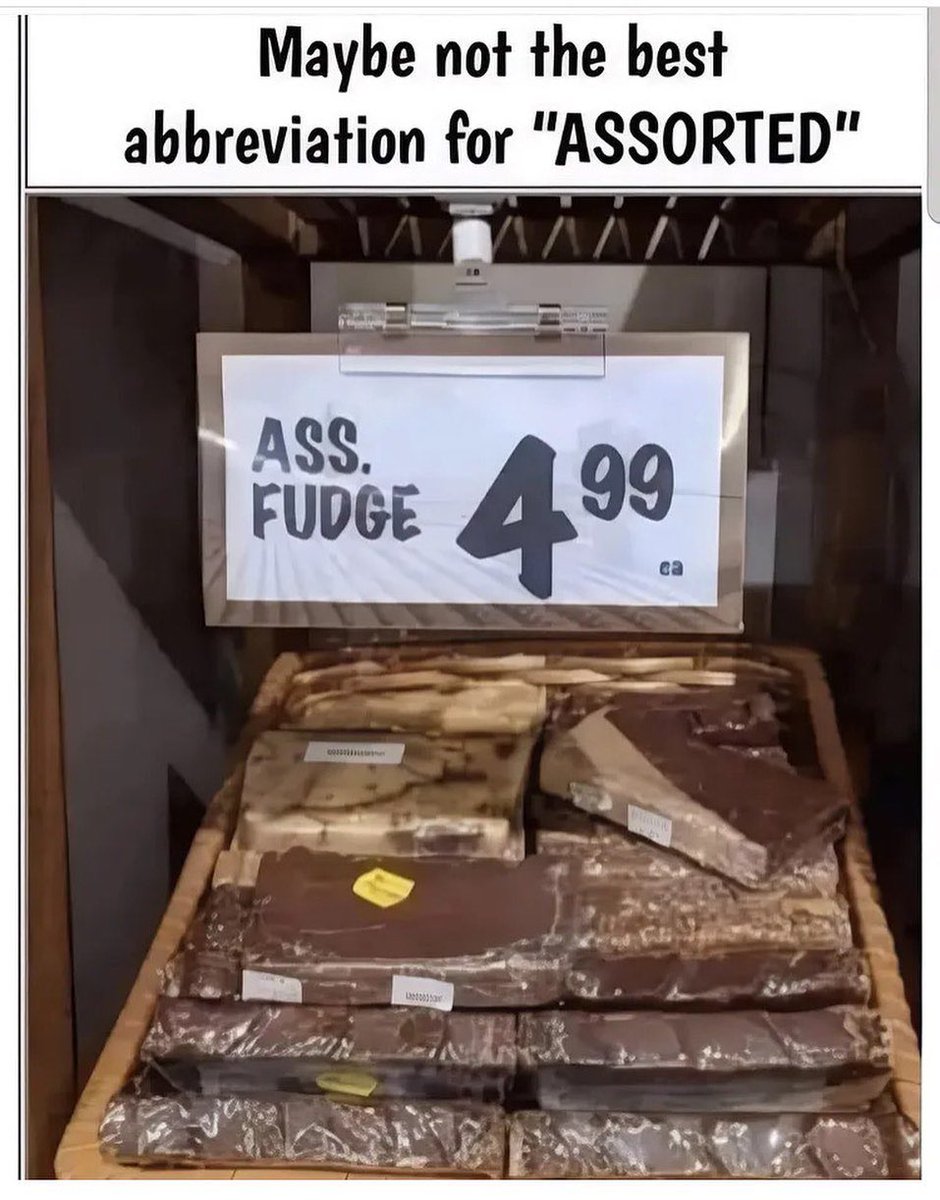 Maybe not the best
abbreviation for "ASSORTED"
ASS.
FUDGE
4 99
ea